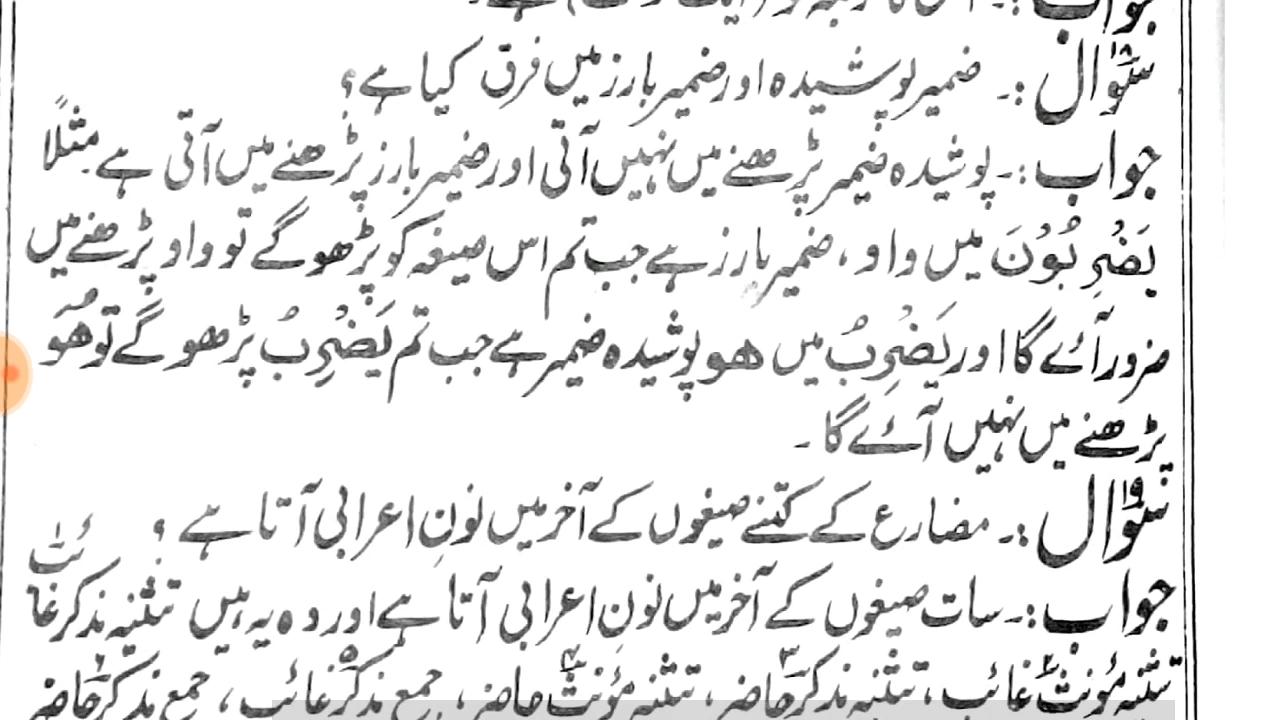 جواب :۔
سوال ۱۸ :۔ ضمیر پوشیدہ اور ضمیر بارز میں فرق کیا ہے؟
جواب :۔ پوشیدہ ضمیر پڑھنے میں نہیں آتی اور ضمیر بارز پڑھنے میں آتی ہے مثلاً
یَضْرِبُوْنَ میں واو ، ضمیر بارز ہے جب تم اس صیغہ کو پڑھو گے تو واو پڑھنے میں
ضرور آئے گا اور یَضْرِبُ میں ھو پوشیدہ ضمیر ہے جب تم یَضْرِبُ پڑھو گے تو ھُوَ
پڑھنے میں نہیں آئے گا ۔
سوال ۱۹ :۔ مضارع کے کتنے صیغوں کے آخر میں نونِ اعرابی آتا ہے ؟
جواب :۔ سات صیغوں کے آخر میں نونِ اعرابی آتا ہے اور وہ یہ ہیں تثنیہ مذکر غائب
تثنیہ مؤنث غائب ، تثنیہ مذکر حاضر ، تثنیہ مؤنث حاضر ، جمع مذکر غائب ، جمع مذکر حاضر